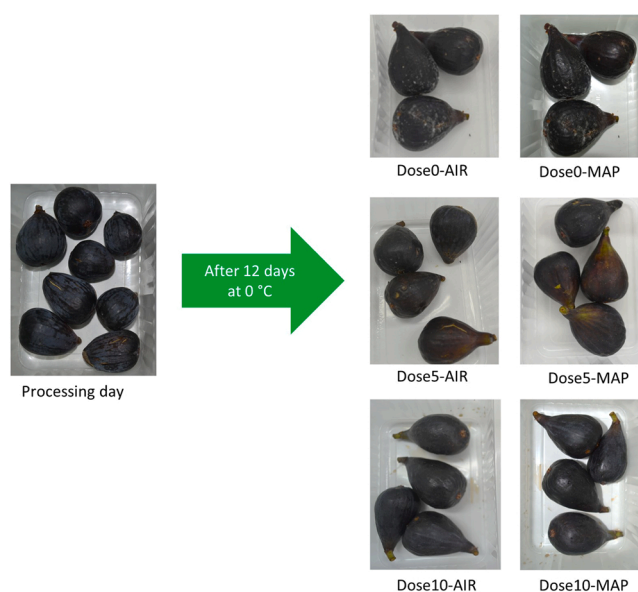 Dose0-AIR
Dose0-MAP
After 12 days
at 0 °C
Dose5-AIR
Dose5-MAP
Processing day
Dose10-AIR
Dose10-MAP